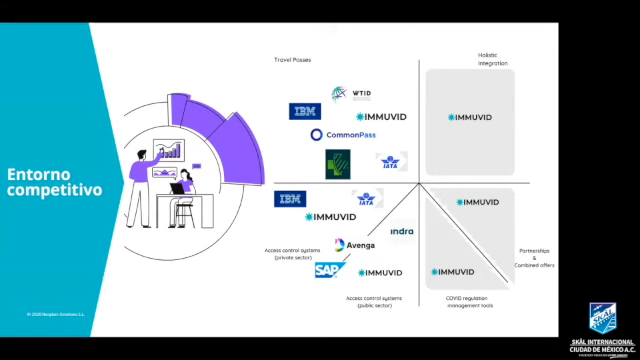 Entorno
competitivo
© 2020 Neoglam Solutions S.L.
Travel Passes
Holistic
Integration
WTID
IBM
IMMUVID
CommonPass
IATA
IMMUVID
IBM
IATA
IMMUVID
indra
Avenga
SAP
IMMUVID
IMMUVID
IMMUVID
Access control systems
(private sector)
Access control systems
(public sector)
COVID regulation
management tools
Partnerships
&
Combined offers
SKÅL
SKÅL INTERNACIONAL
CIUDAD DE MÉXICO A.C.